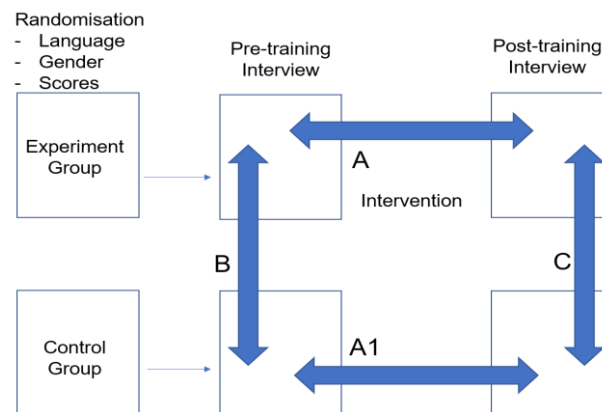 Randomisation
- Language
- Gender
- Scores
Pre-training
Interview
Post-training
Interview
Experiment
Group
A
Intervention
B
C
Control
Group
A1